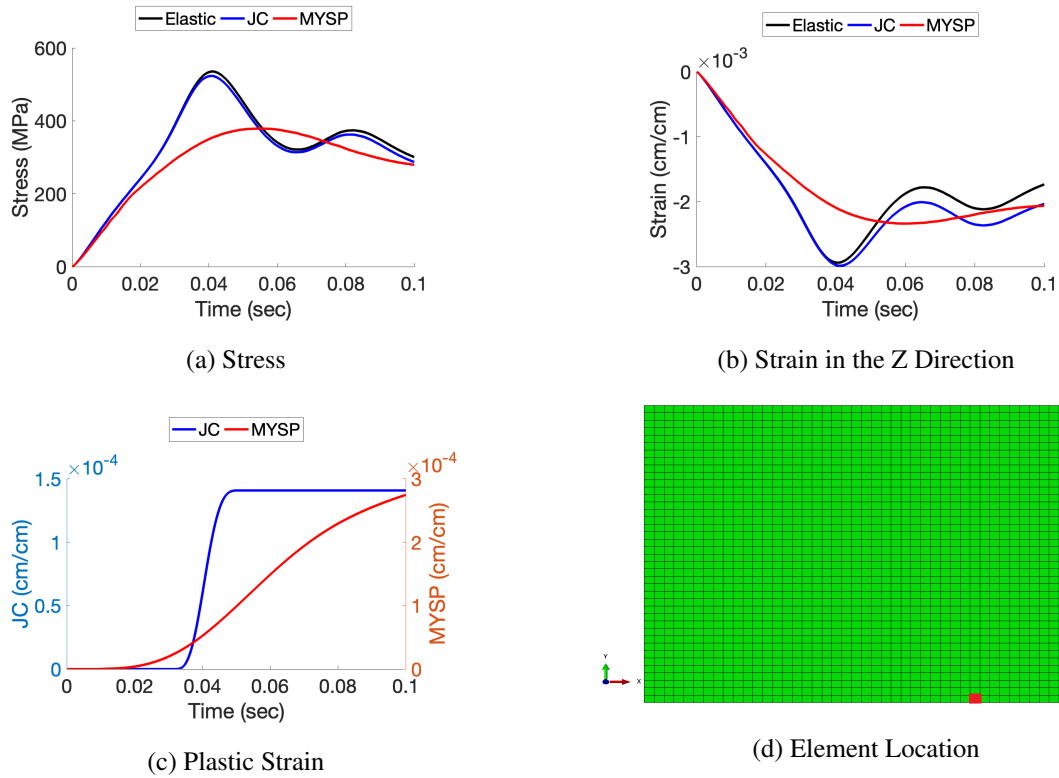 Elastic JC MYSP
600
400
200
0
Stress (MPa)
0 0.02 0.04 0.06 0.08 0.1
Time (sec)
(a) Stress
Elastic JC MYSP
×10⁻³
0
-1
-2
-3
Strain (cm/cm)
0 0.02 0.04 0.06 0.08 0.1
Time (sec)
(b) Strain in the Z Direction
JC MYSP
×10⁻⁴
1.5
1
0.5
0
JC (cm/cm)
×10⁻⁴
3
2
1
0
MYSP (cm/cm)
0 0.02 0.04 0.06 0.08 0.1
Time (sec)
(c) Plastic Strain
Y
X
(d) Element Location